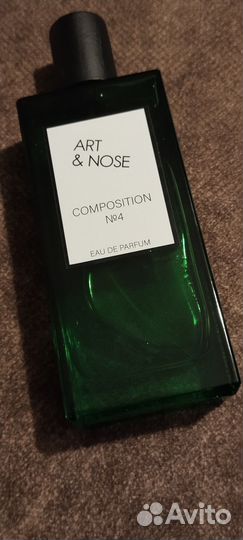 ART
& NOSE
COMPOSITION
№4
EAU DE PARFUM
Avito